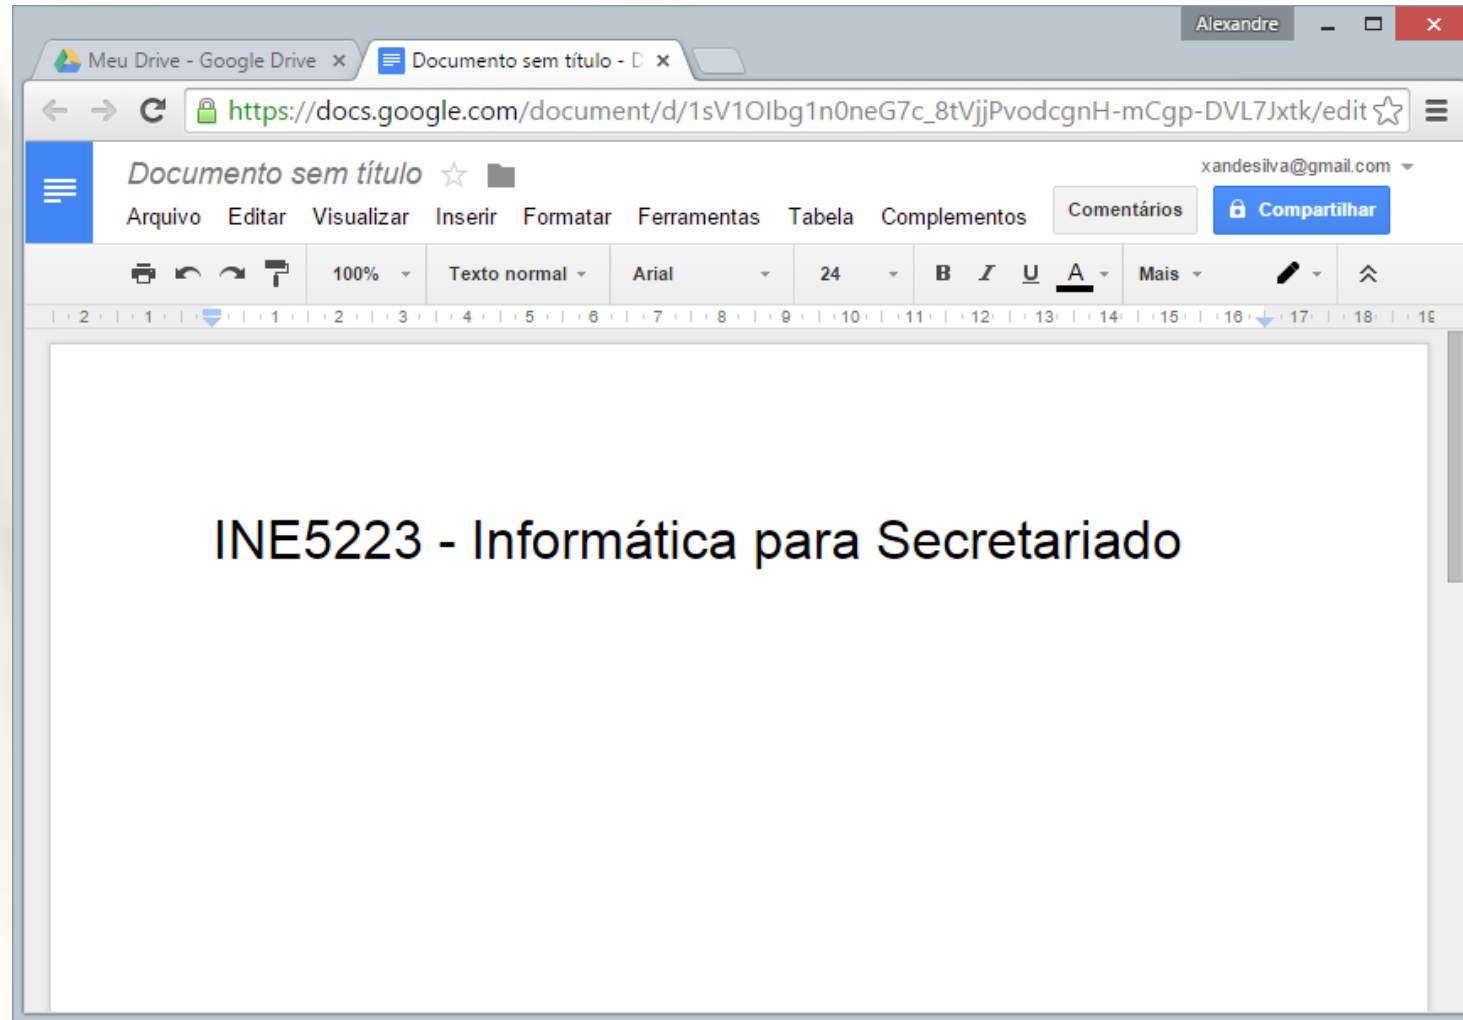 Alexandre
Meu Drive - Google Drive
Documento sem título - D
https://docs.google.com/document/d/1sV1OIbg1n0neG7c_8tVjjPvodcgnH-mCgp-DVL7Jxtk/edit
Documento sem título
xandesilva@gmail.com
Arquivo Editar Visualizar Inserir Formatar Ferramentas Tabela Complementos Comentários Compartilhar
100% Texto normal Arial 24 B I U A Mais
2 1 1 2 3 4 5 6 7 8 9 10 11 12 13 14 15 16 17 18 19
INE5223 - Informática para Secretariado